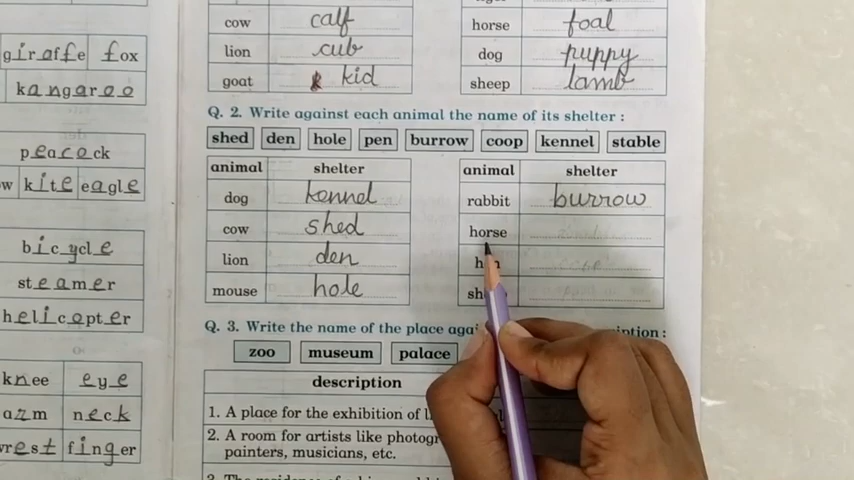 cow calf horse foal
giraffe fox lion cub dog puppy
kangaroo goat kid sheep lamb
Q. 2. Write against each animal the name of its shelter :
shed den hole pen burrow coop kennel stable
peacock
animal shelter animal shelter
kite eagle dog kennel rabbit burrow
cow shed horse
bicycle lion den
steamer mouse hole
helicopter
Q. 3. Write the name of the place
zoo museum palace
knee eye description
arm neck 1. A place for the exhibition of
finger 2. A room for artists like
painters, musicians, etc.